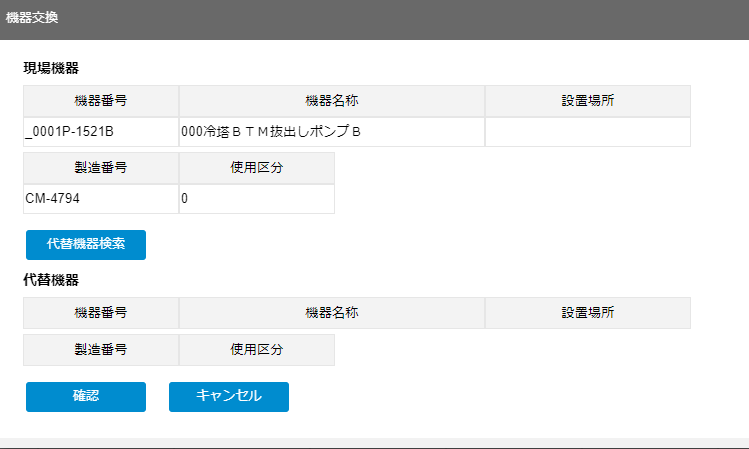 機器交換
現場機器
機器番号 機器名称 設置場所
_0001P-1521B 000冷塔ＢＴＭ抜出しポンプＢ
製造番号 使用区分
CM-4794 0
代替機器検索
代替機器
機器番号 機器名称 設置場所
製造番号 使用区分
確認 キャンセル